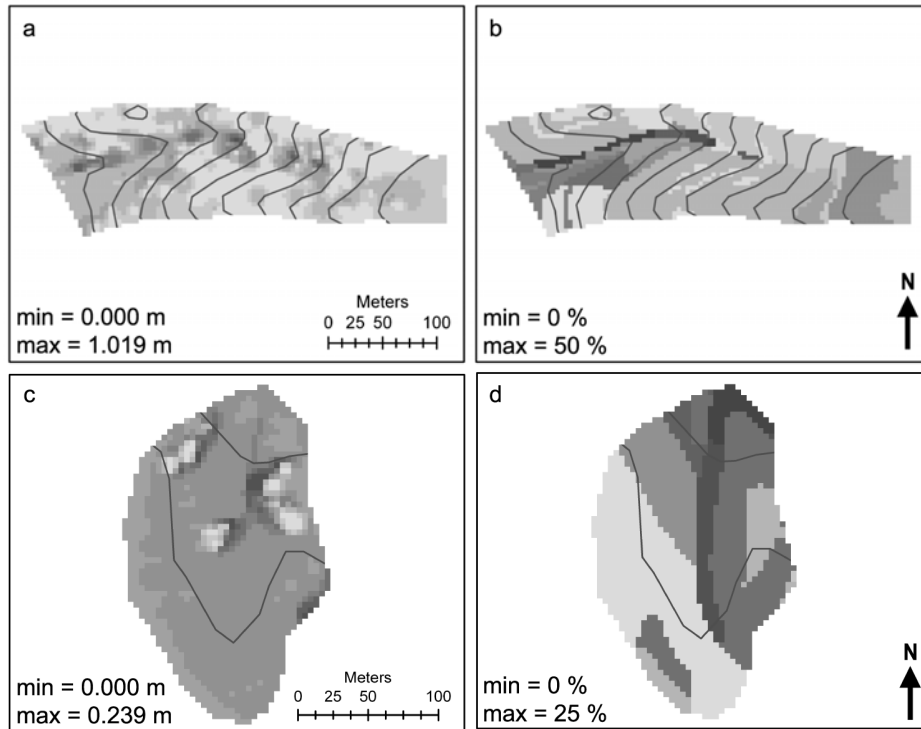 a
min = 0.000 m
max = 1.019 m
Meters
0 25 50 100
b
min = 0 %
max = 50 %
N
c
min = 0.000 m
max = 0.239 m
Meters
0 25 50 100
d
min = 0 %
max = 25 %
N